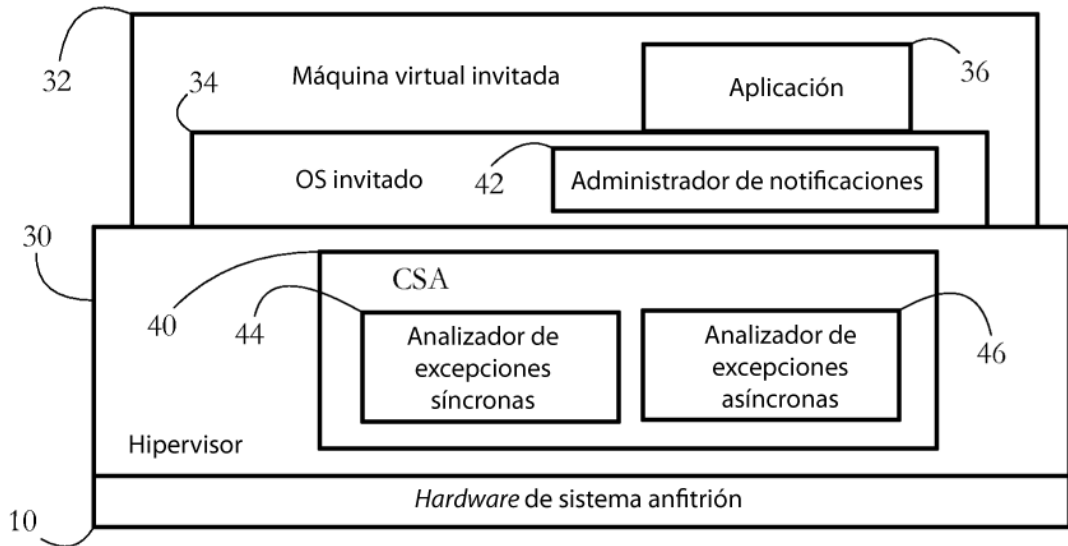 32
Máquina virtual invitada
36
Aplicación
34
OS invitado
42
Administrador de notificaciones
30
40
CSA
44
Analizador de
excepciones
síncronas
Analizador de
excepciones
asíncronas
46
Hipervisor
Hardware de sistema anfitrión
10